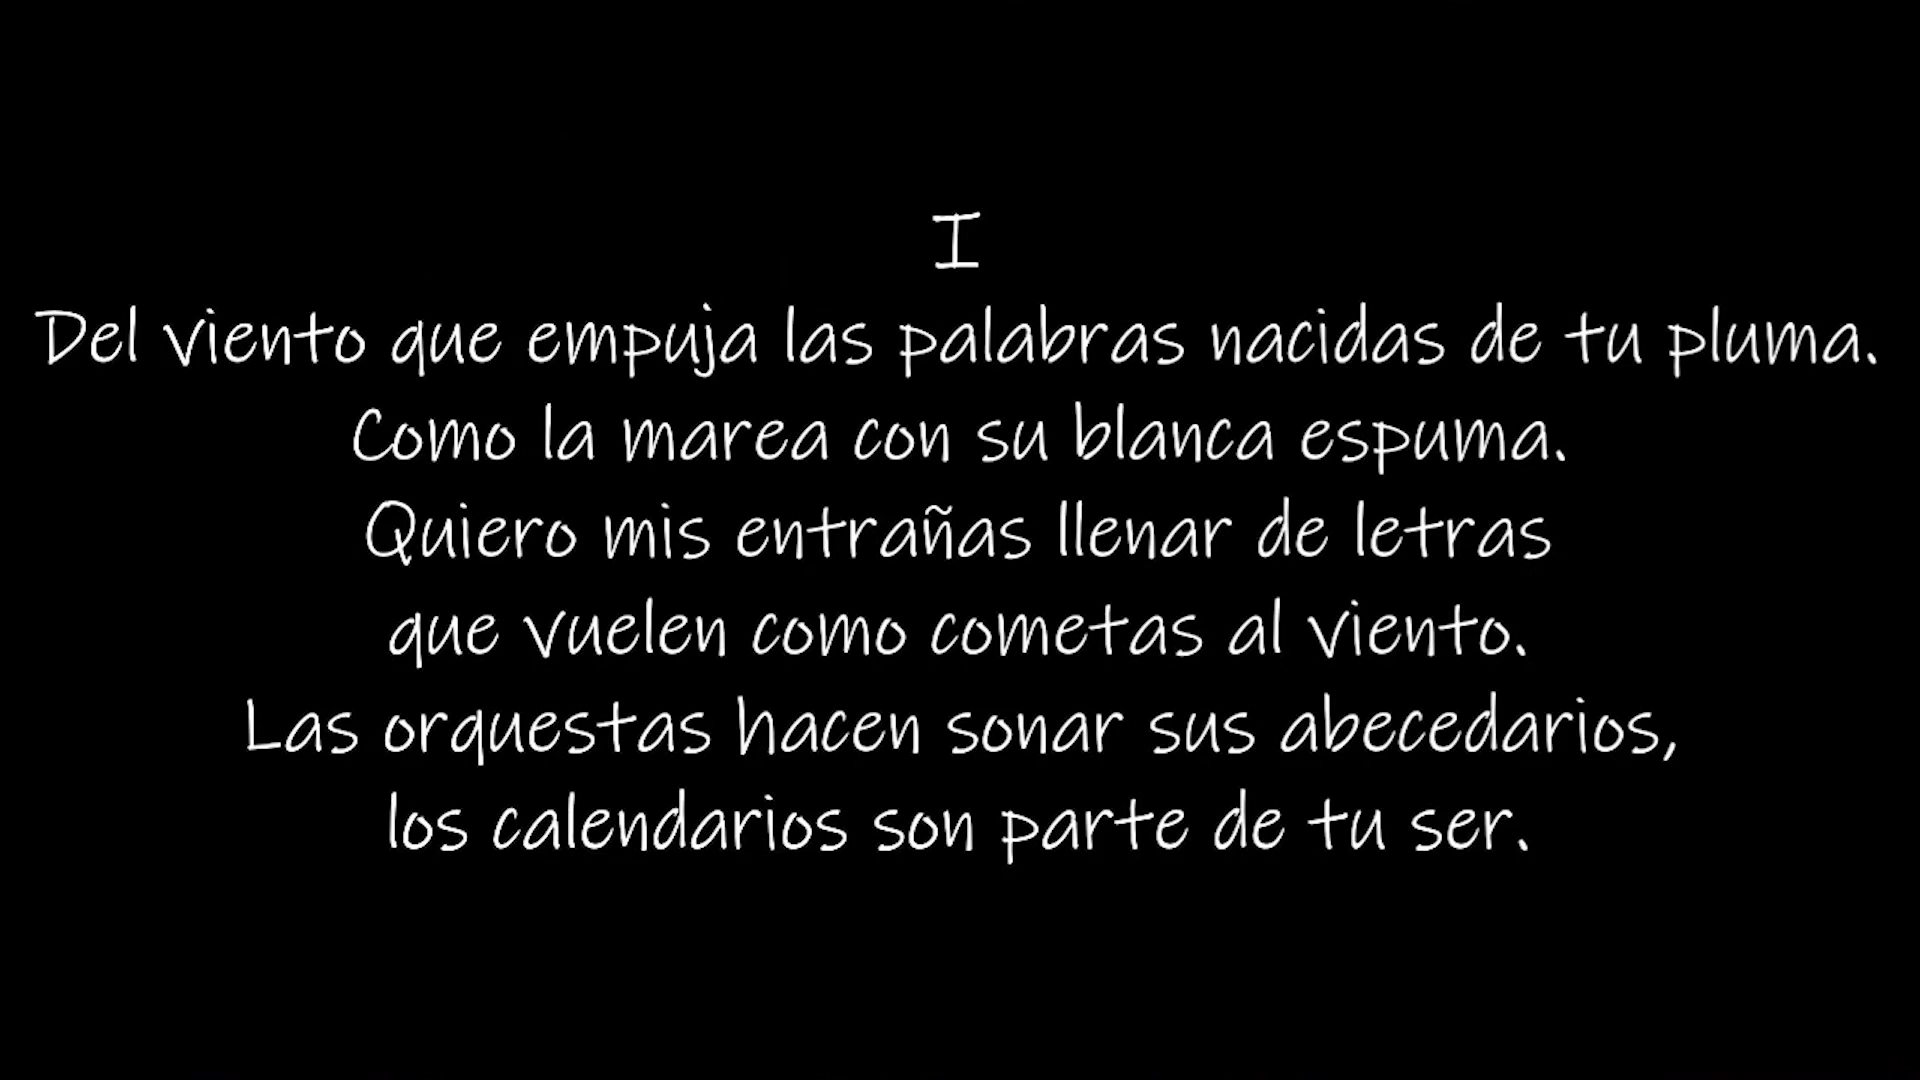 I
Del viento que empuja las palabras nacidas de tu pluma.
Como la marea con su blanca espuma.
Quiero mis entrañas llenar de letras
que vuelen como cometas al viento.
Las orquestas hacen sonar sus abecedarios,
los calendarios son parte de tu ser.